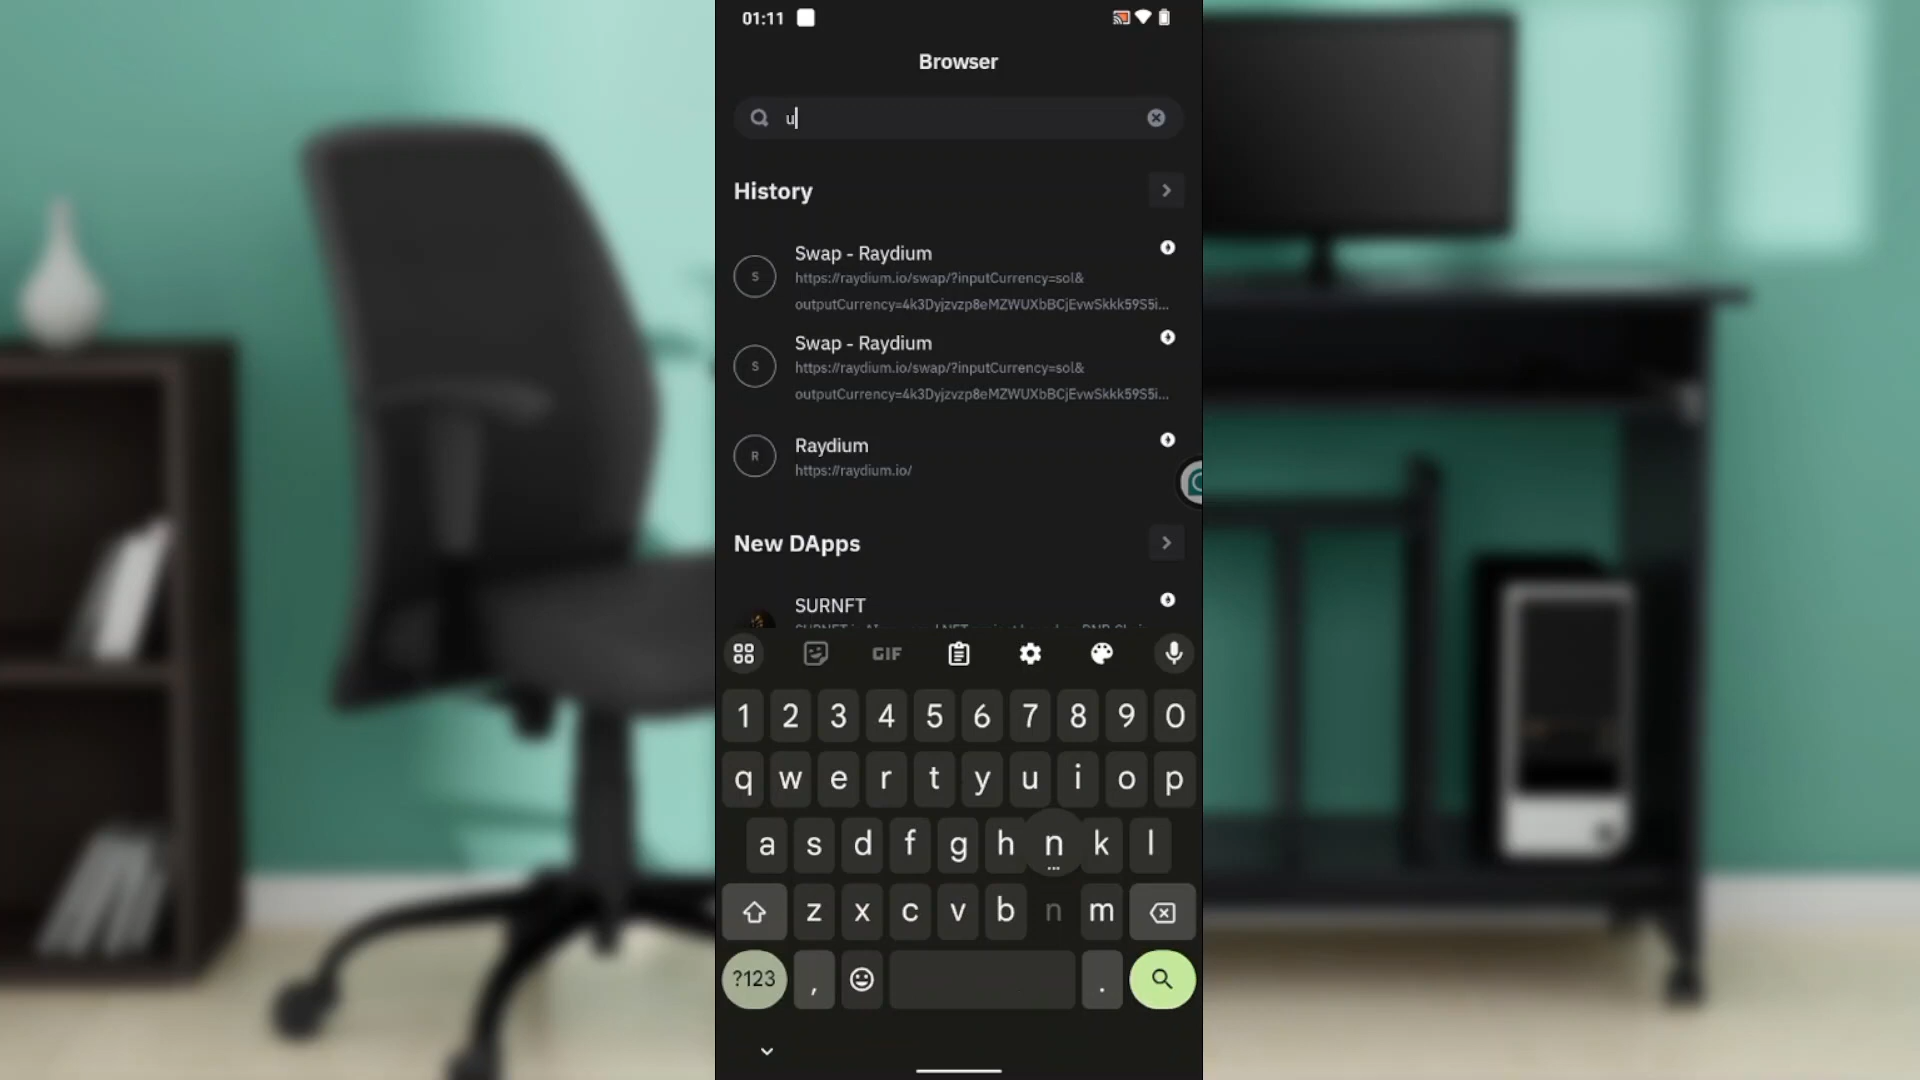 01:11
Browser
u
History
S
Swap - Raydium
https://raydium.io/swap/?inputCurrency=sol&
outputCurrency=4k3Dyjzvzp8eMZWUXbBCjEvwSkkk59S5i...
S
Swap - Raydium
https://raydium.io/swap/?inputCurrency=sol&
outputCurrency=4k3Dyjzvzp8eMZWUXbBCjEvwSkkk59S5i...
R
Raydium
https://raydium.io/
New DApps
SURNFT
GIF
1 2 3 4 5 6 7 8 9 0
q w e r t y u i o p
a s d f g h n k l
z x c v b n m
?123 , .